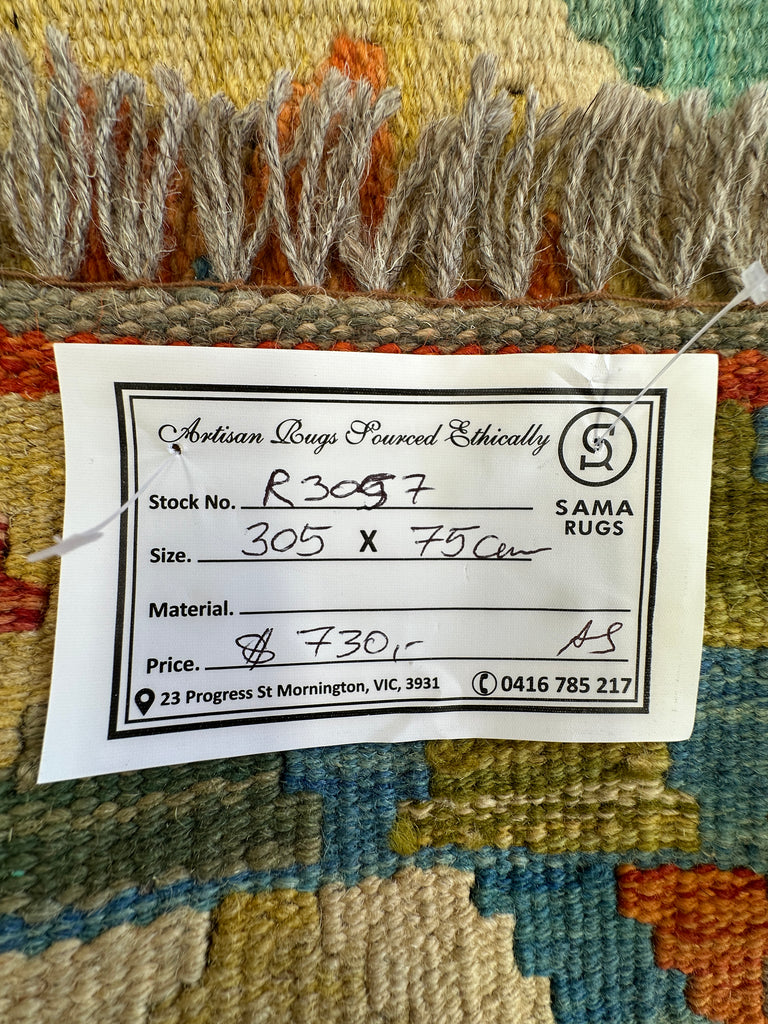 Artisan Rugs Sourced Ethically
SAMA
RUGS
Stock No.
Size. 305 X 75cm
Material.
Price. $ 730,- AS
23 Progress St Mornington, VIC, 3931 0416 785 217